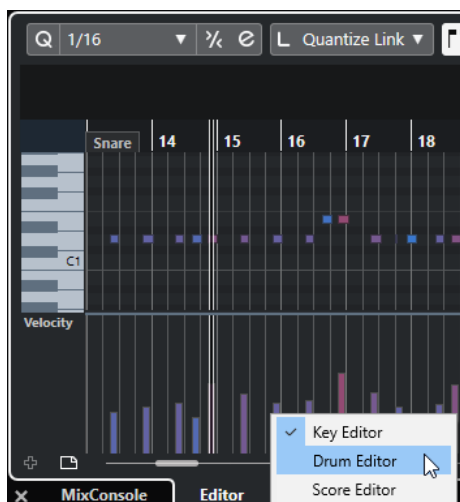 Q 1/16 L Quantize Link
Snare 14 15 16 17 18
C1
Velocity
Key Editor
Drum Editor
Score Editor
MixConsole Editor